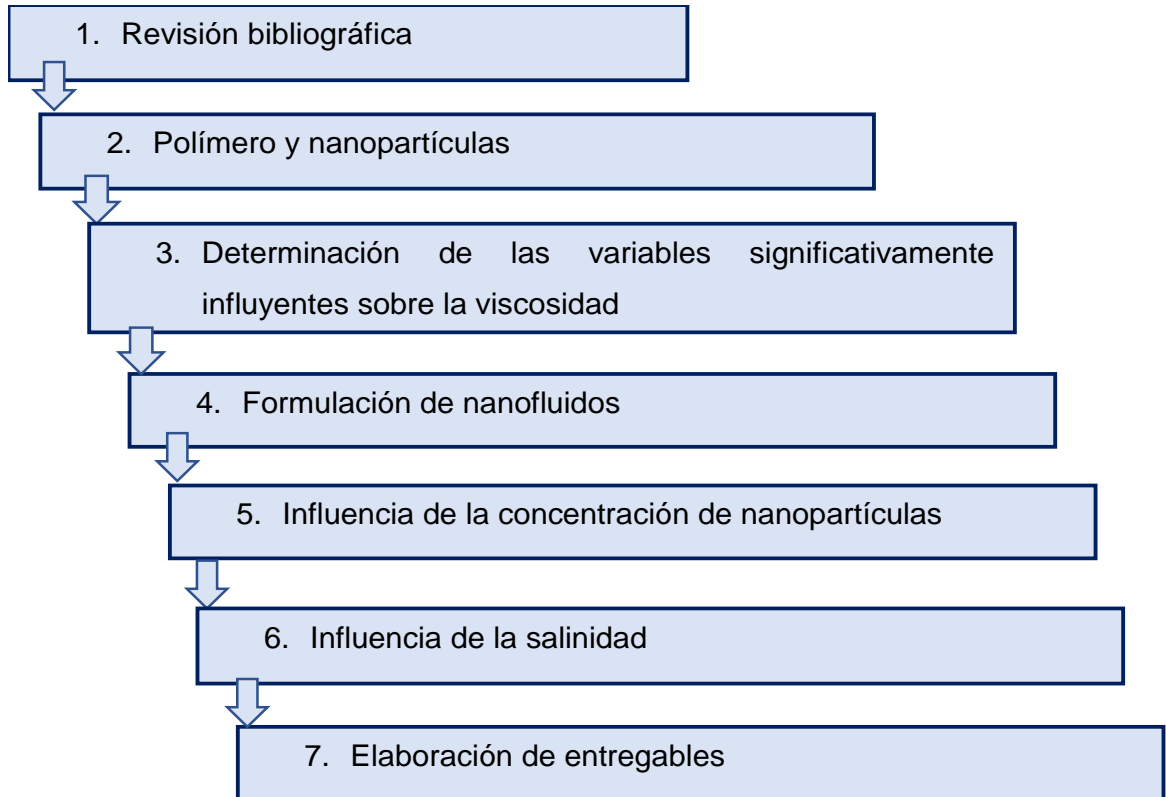 1. Revisión bibliográfica
2. Polímero y nanopartículas
3. Determinación de las variables significativamente
influyentes sobre la viscosidad
4. Formulación de nanofluidos
5. Influencia de la concentración de nanopartículas
6. Influencia de la salinidad
7. Elaboración de entregables